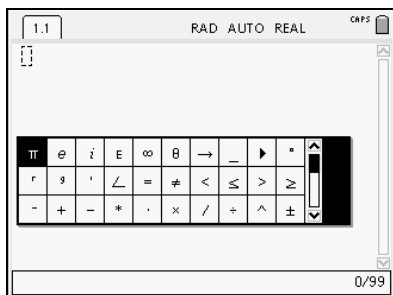 1.1 RAD AUTO REAL CAPS
π e i E ∞ θ → _ ▶ °
r g ' ∠ = ≠ < ≤ > ≥
- + − * · × / ÷ ^ ±
0/99